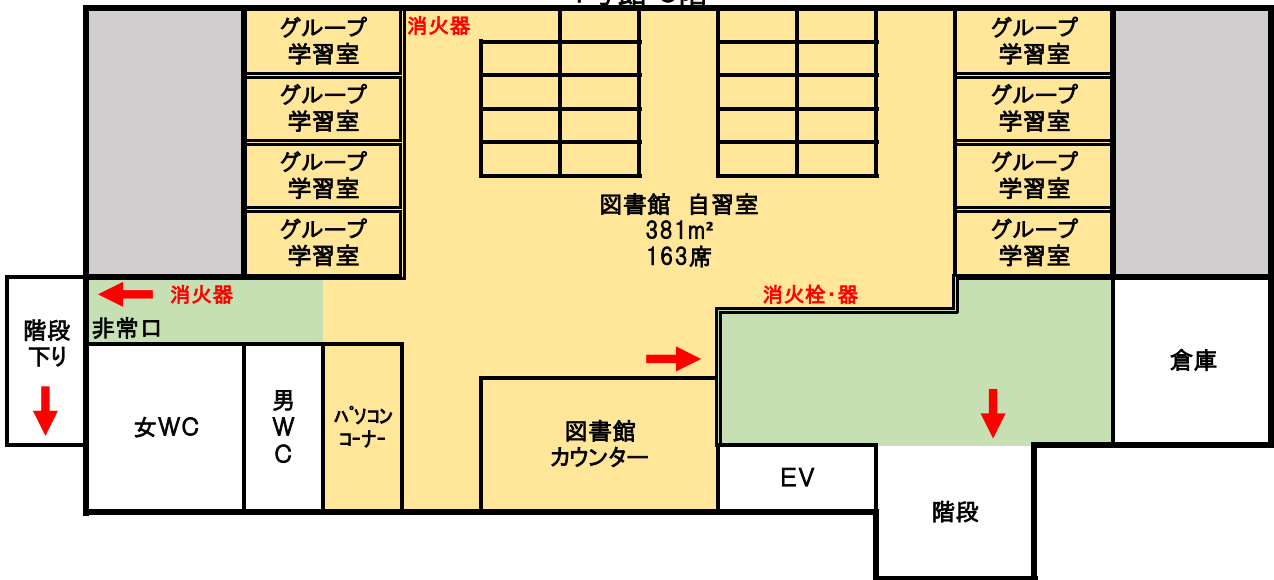 グループ
学習室
消火器
グループ
学習室
グループ
学習室
グループ
学習室
グループ
学習室
グループ
学習室
グループ
学習室
グループ
学習室
図書館 自習室
381m²
163席
消火器
消火栓・器
非常口
階段
下り
倉庫
女WC
男
W
C
パソコン
コーナー
図書館
カウンター
EV
階段